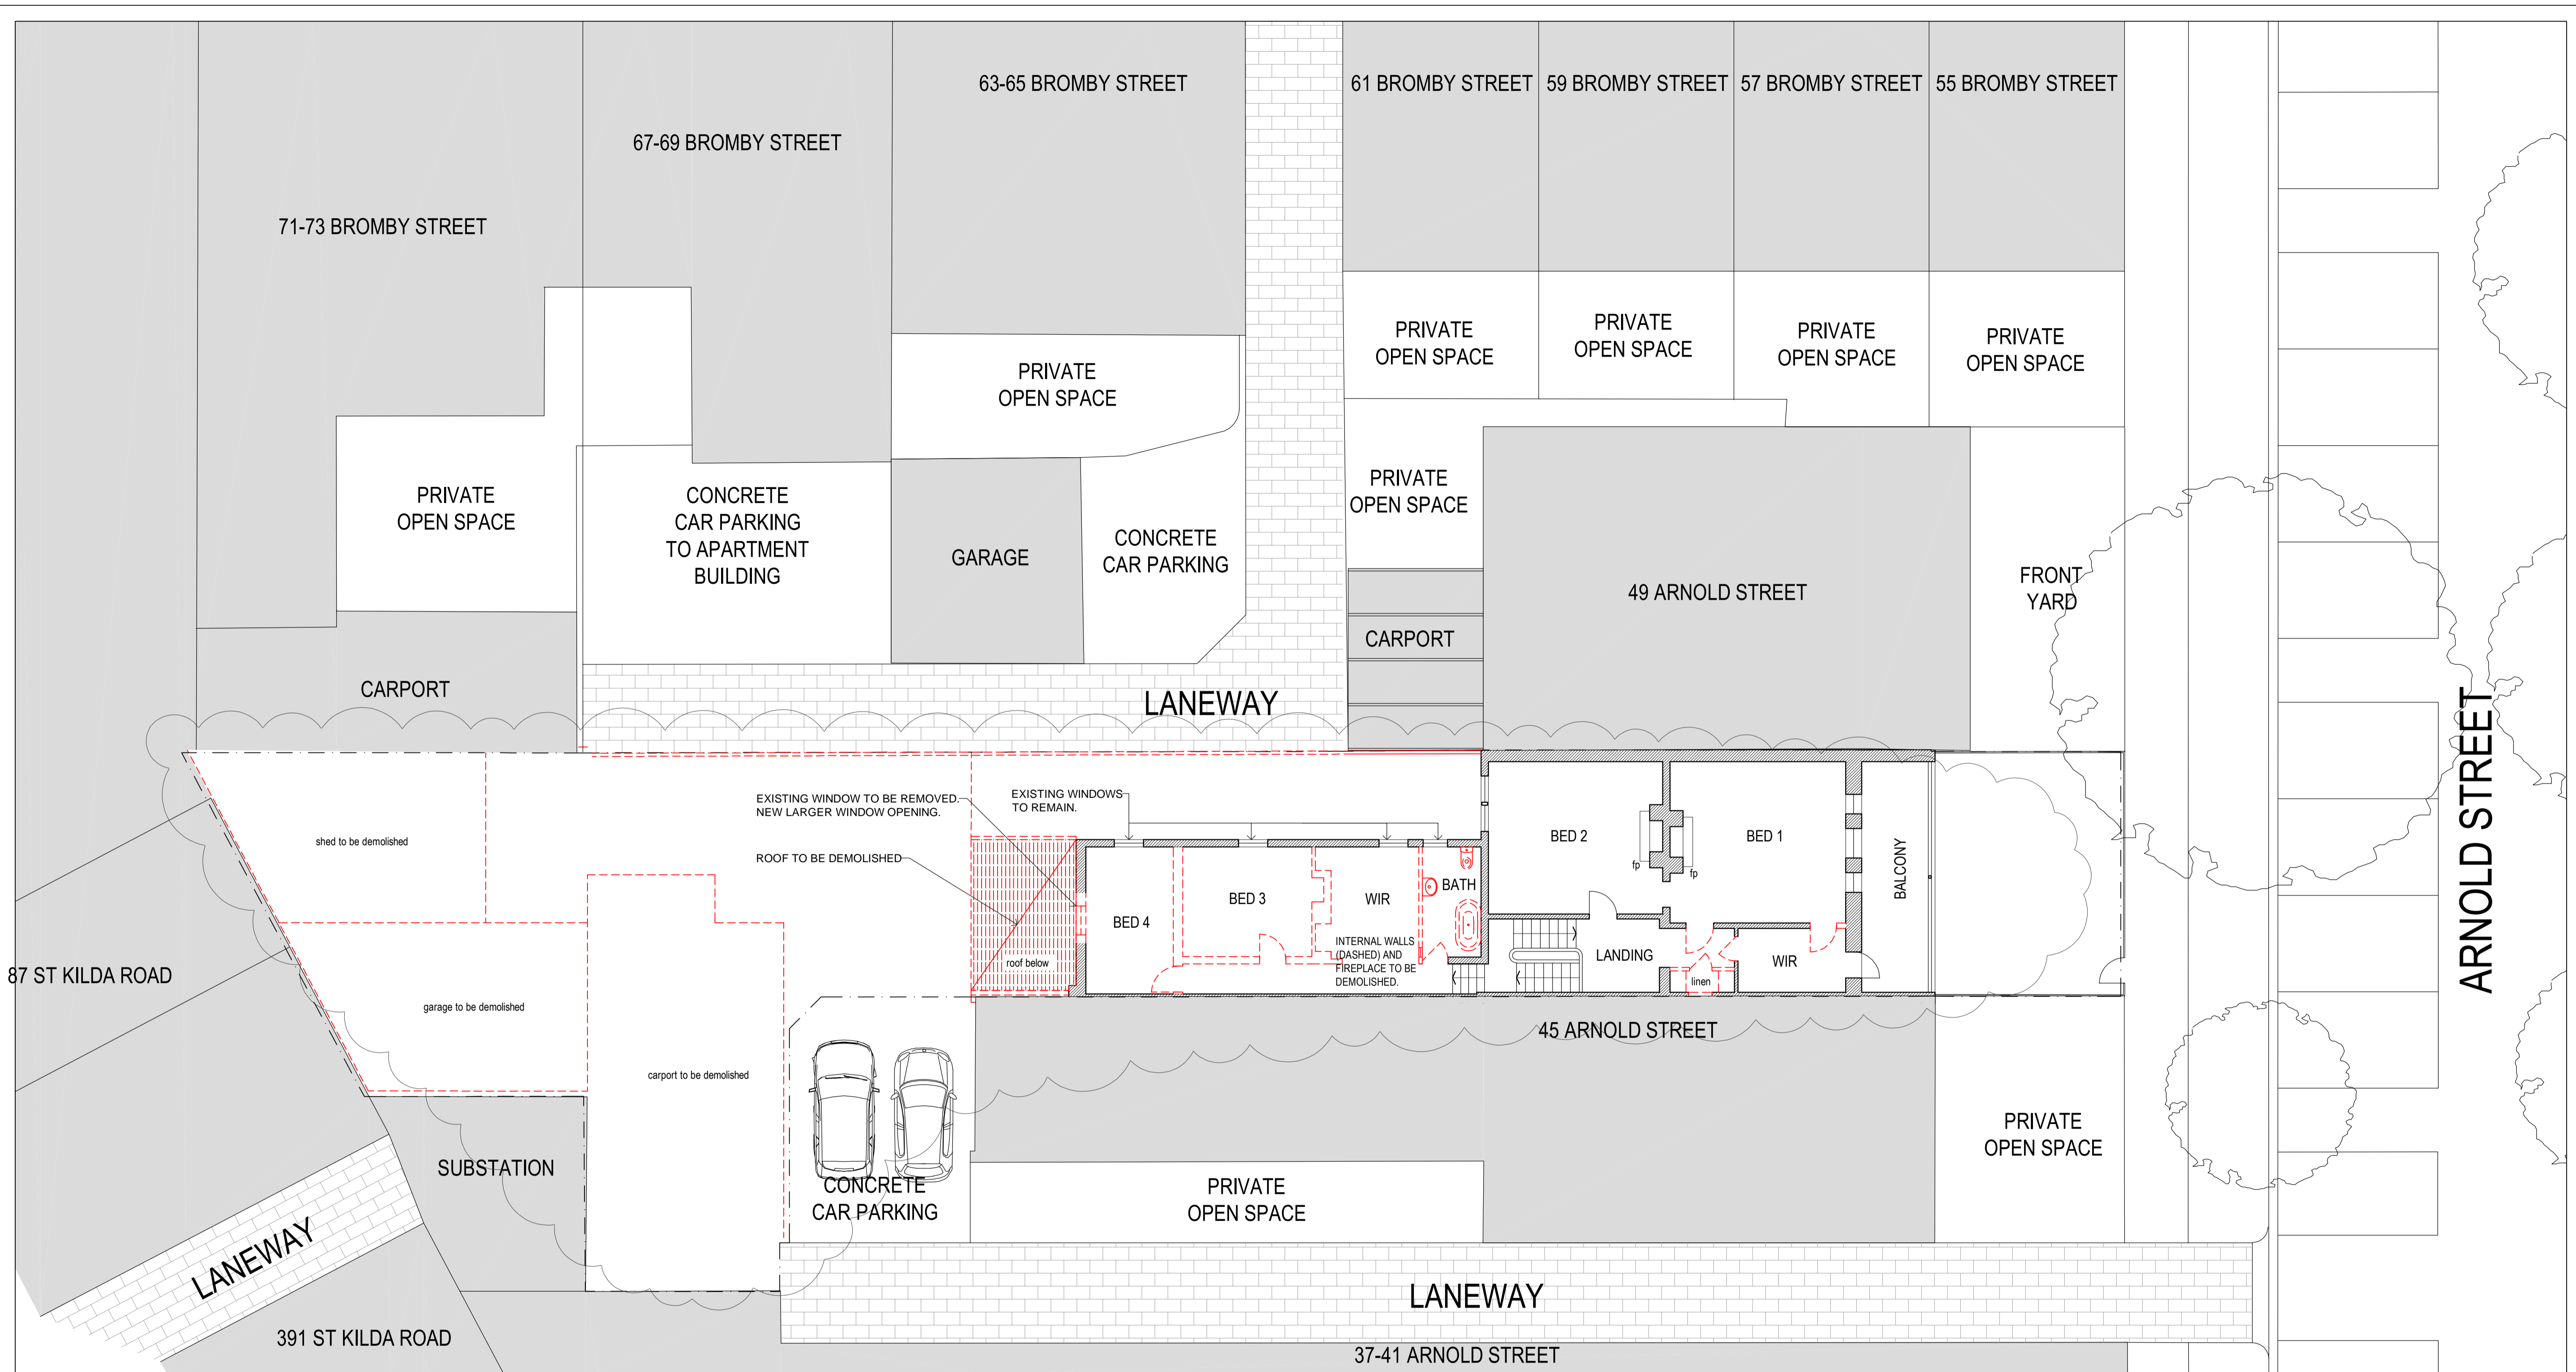 63-65 BROMBY STREET
61 BROMBY STREET
59 BROMBY STREET
57 BROMBY STREET
55 BROMBY STREET
67-69 BROMBY STREET
71-73 BROMBY STREET
PRIVATE
OPEN SPACE
PRIVATE
OPEN SPACE
PRIVATE
OPEN SPACE
PRIVATE
OPEN SPACE
PRIVATE
OPEN SPACE
PRIVATE
OPEN SPACE
CONCRETE
CAR PARKING
TO APARTMENT
BUILDING
GARAGE
CONCRETE
CAR PARKING
PRIVATE
OPEN SPACE
49 ARNOLD STREET
FRONT
YARD
CARPORT
CARPORT
LANEWAY
ARNOLD STREET
EXISTING WINDOW TO BE REMOVED.
NEW LARGER WINDOW OPENING.
EXISTING WINDOWS
TO REMAIN.
ROOF TO BE DEMOLISHED
shed to be demolished
BED 2
BED 1
fp
fp
BALCONY
BATH
BED 3
WIR
BED 4
INTERNAL WALLS
(DASHED) AND
FIREPLACE TO BE
DEMOLISHED.
LANDING
WIR
linen
roof below
87 ST KILDA ROAD
garage to be demolished
45 ARNOLD STREET
carport to be demolished
PRIVATE
OPEN SPACE
SUBSTATION
CONCRETE
CAR PARKING
PRIVATE
OPEN SPACE
LANEWAY
LANEWAY
391 ST KILDA ROAD
37-41 ARNOLD STREET